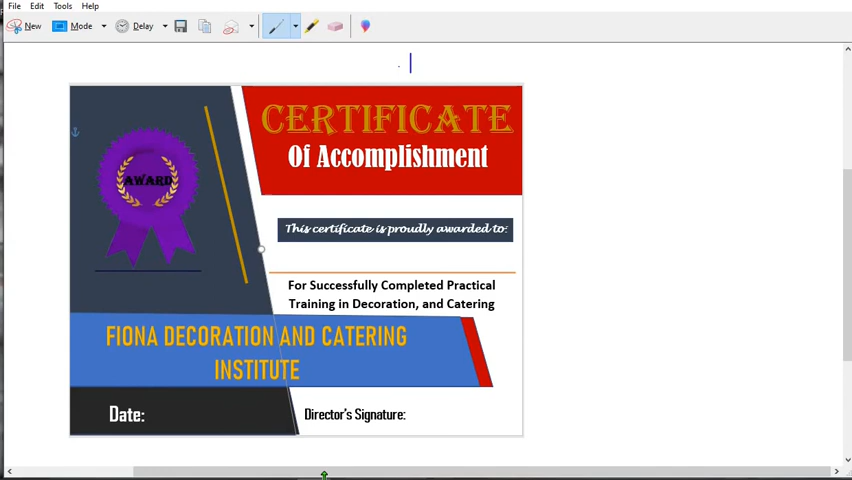 File Edit Tools Help
New Mode Delay
CERTIFICATE
Of Accomplishment
AWARD
This certificate is proudly awarded to:
For Successfully Completed Practical
Training in Decoration, and Catering
FIONA DECORATION AND CATERING
INSTITUTE
Date:
Director's Signature: